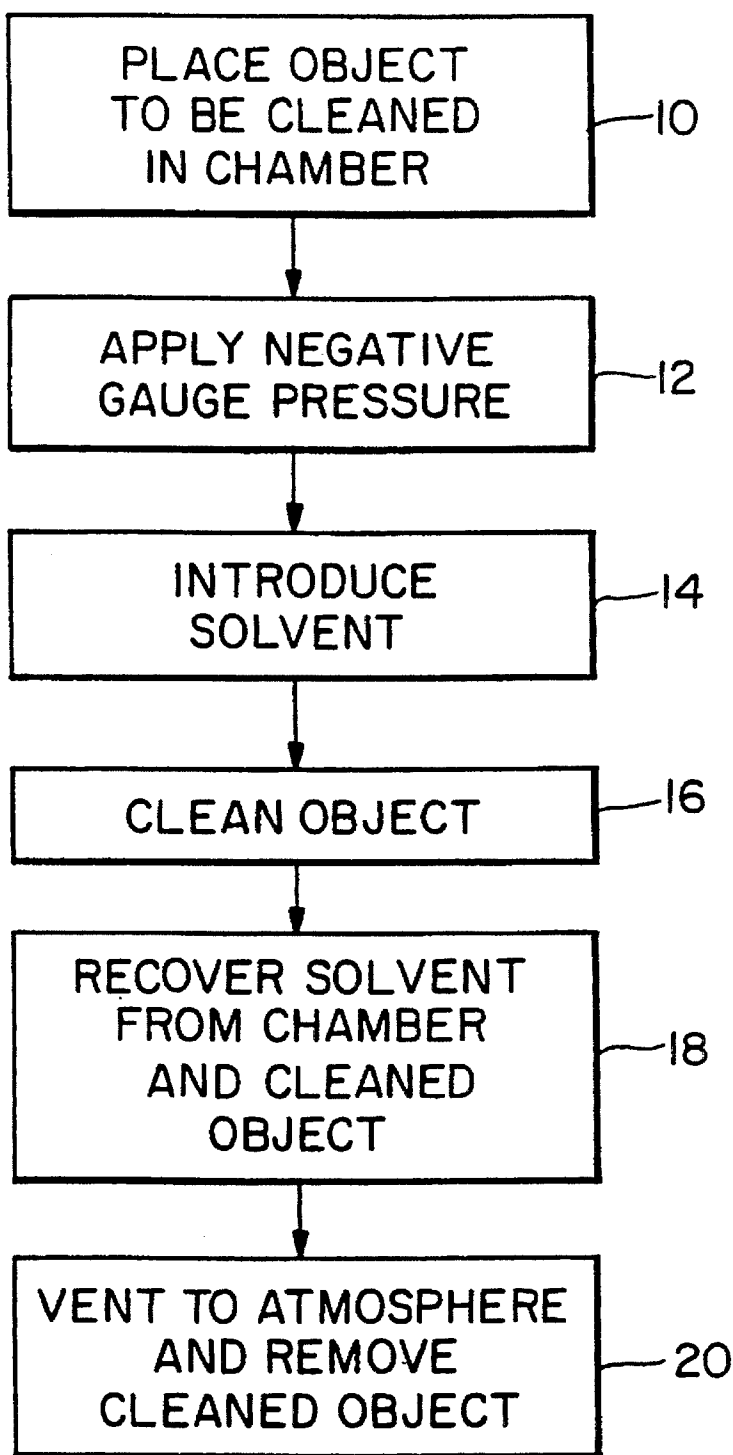 PLACE OBJECT
TO BE CLEANED
IN CHAMBER
10
APPLY NEGATIVE
GAUGE PRESSURE
12
INTRODUCE
SOLVENT
14
CLEAN OBJECT
16
RECOVER SOLVENT
FROM CHAMBER
AND CLEANED
OBJECT
18
VENT TO ATMOSPHERE
AND REMOVE
CLEANED OBJECT
20